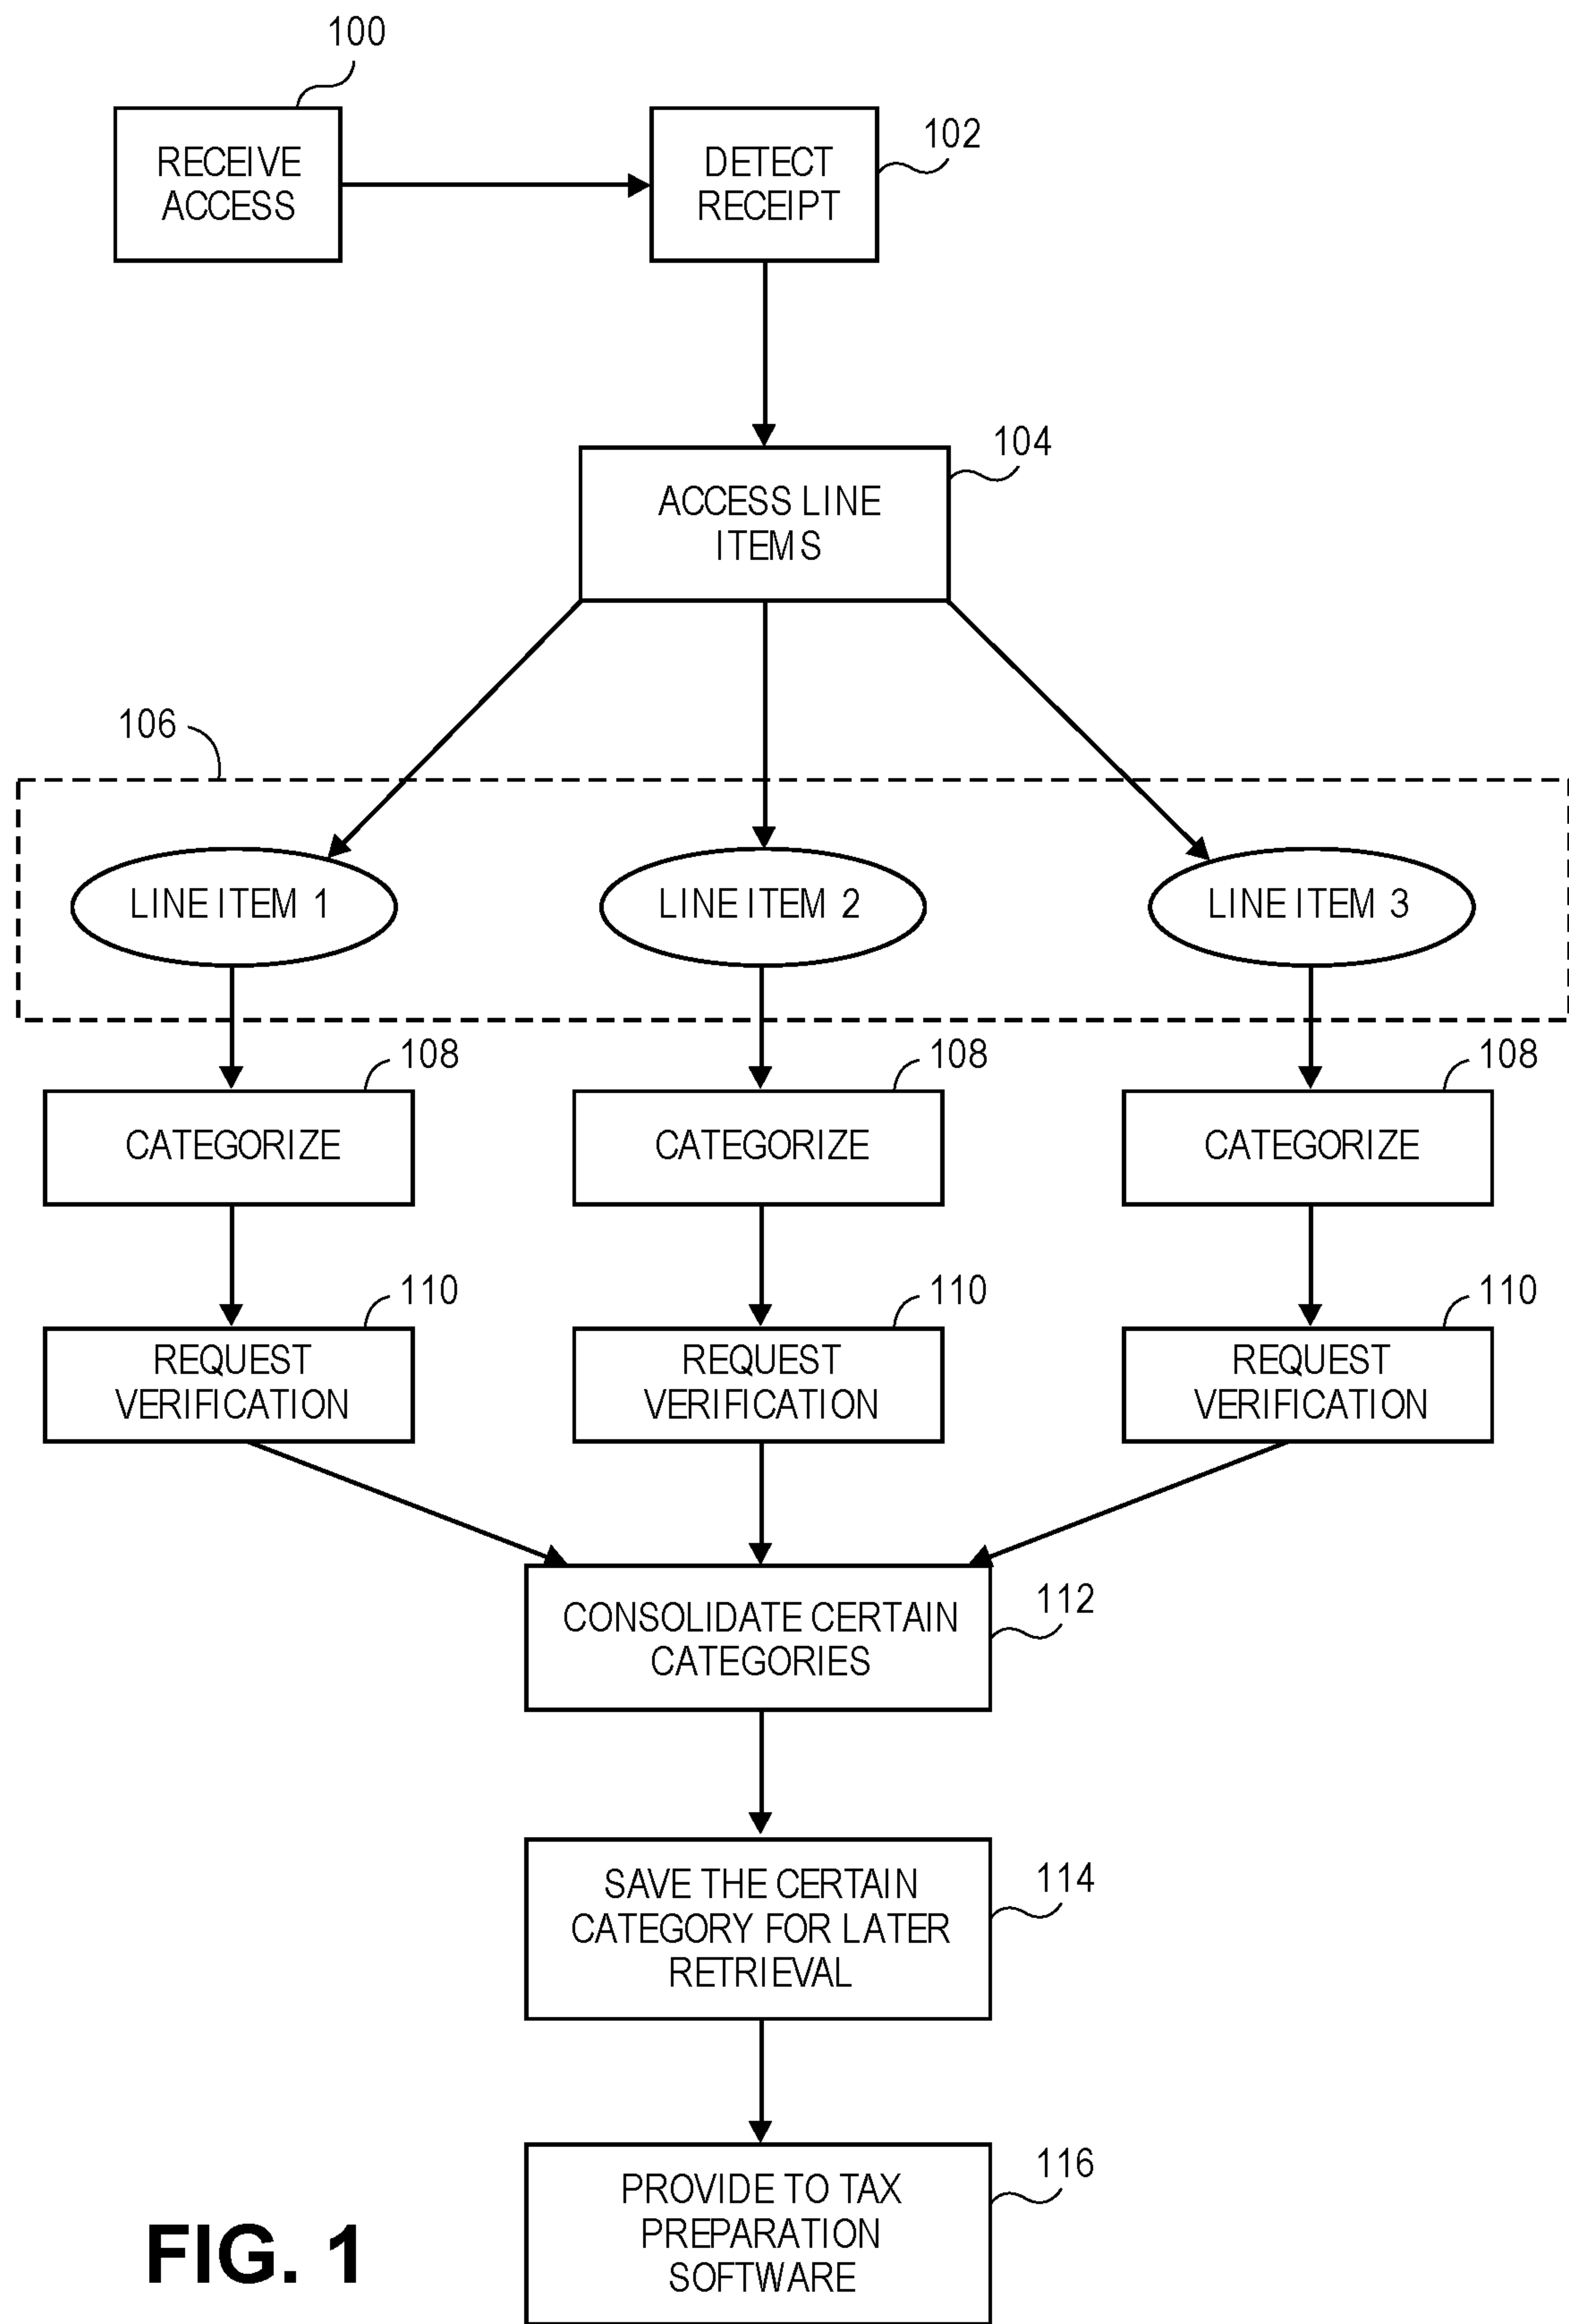 100
RECEIVE
ACCESS
102
DETECT
RECEIPT
104
ACCESS LINE
ITEMS
106
LINE ITEM 1
LINE ITEM 2
LINE ITEM 3
108
108
108
CATEGORIZE
CATEGORIZE
CATEGORIZE
110
110
110
REQUEST
VERIFICATION
REQUEST
VERIFICATION
REQUEST
VERIFICATION
112
CONSOLIDATE CERTAIN
CATEGORIES
114
SAVE THE CERTAIN
CATEGORY FOR LATER
RETRIEVAL
116
PROVIDE TO TAX
PREPARATION
SOFTWARE
FIG. 1